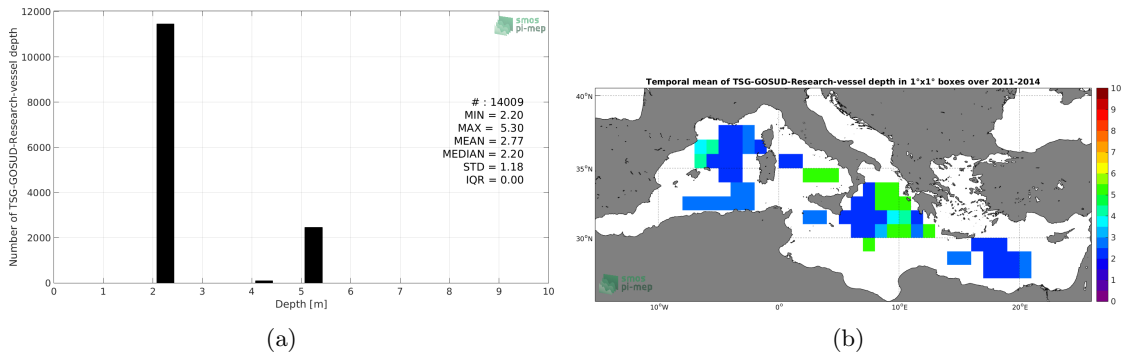 12000
10000
8000
6000
4000
2000
0
Number of TSG-GOSUD-Research-vessel depth
0 1 2 3 4 5 6 7 8 9 10
Depth [m]
smos
pi-mep
# : 14009
MIN = 2.20
MAX = 5.30
MEAN = 2.77
MEDIAN = 2.20
STD = 1.18
IQR = 0.00
(a)
Temporal mean of TSG-GOSUD-Research-vessel depth in 1°x1° boxes over 2011-2014
40°N
35°N
30°N
10°W 0° 10°E 20°E
smos
pi-mep
10
9
8
7
6
5
4
3
2
1
0
(b)